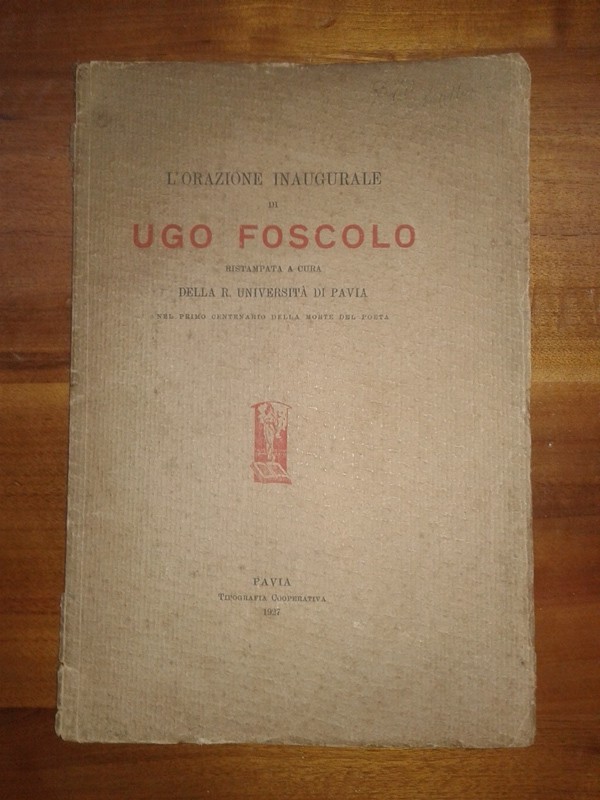 L'ORAZIONE INAUGURALE
DI
UGO FOSCOLO
RISTAMPATA A CURA
DELLA R. UNIVERSITÀ DI PAVIA
NEL PRIMO CENTENARIO DELLA MORTE DEL POETA
PAVIA
TIPOGRAFIA COOPERATIVA
1927